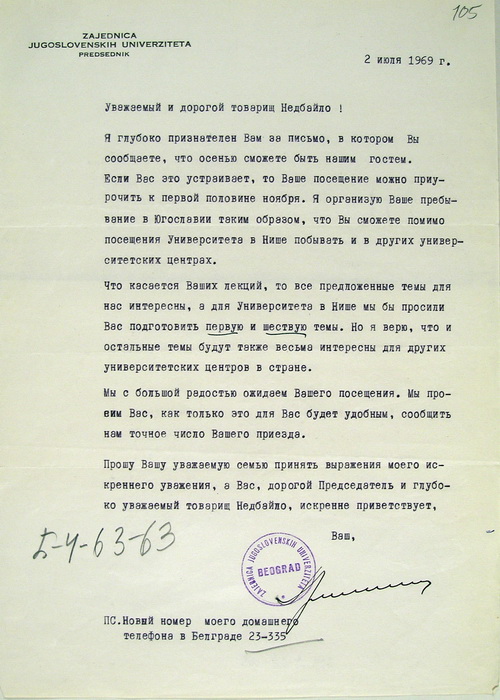 105
ZAJEDNICA
JUGOSLOVENSKIH UNIVERZITETA
PREDSEDNIK
2 июля 1969 г.
Уважаемый и дорогой товарищ Недбайло !
Я глубоко признателен Вам за письмо, в котором Вы
сообщаете, что осенью сможете быть нашим гостем.
Если Вас это устраивает, то Ваше посещение можно приу-
рочить к первой половине ноября. Я организую Ваше пребы-
вание в Югославии таким образом, что Вы сможете помимо
посещения Университета в Нише побывать и в других универ-
ситетских центрах.
Что касается Ваших лекций, то все предложенные темы для
нас интересны, а для Университета в Нише мы бы просили
Вас подготовить первую и шествую темы. Но я верю, что и
остальные темы будут также весьма интересны для других
университетских центров в стране.
Мы с большой радостью ожидаем Вашего посещения. Мы про-
сим Вас, как только это для Вас будет удобным, сообщить
нам точное число Вашего приезда.
Прошу Вашу уважаемую семью принять выражения моего ис-
креннего уважения, а Вас, дорогой Председатель и глубо-
ко уважаемый товарищ Недбайло, искренне приветствует,
Ваш,
ZAJEDNICA JUGOSLOVENSKIH UNIVERZITETA
BEOGRAD
ПС.Новый номер моего домашнего
телефона в Белграде 23-335